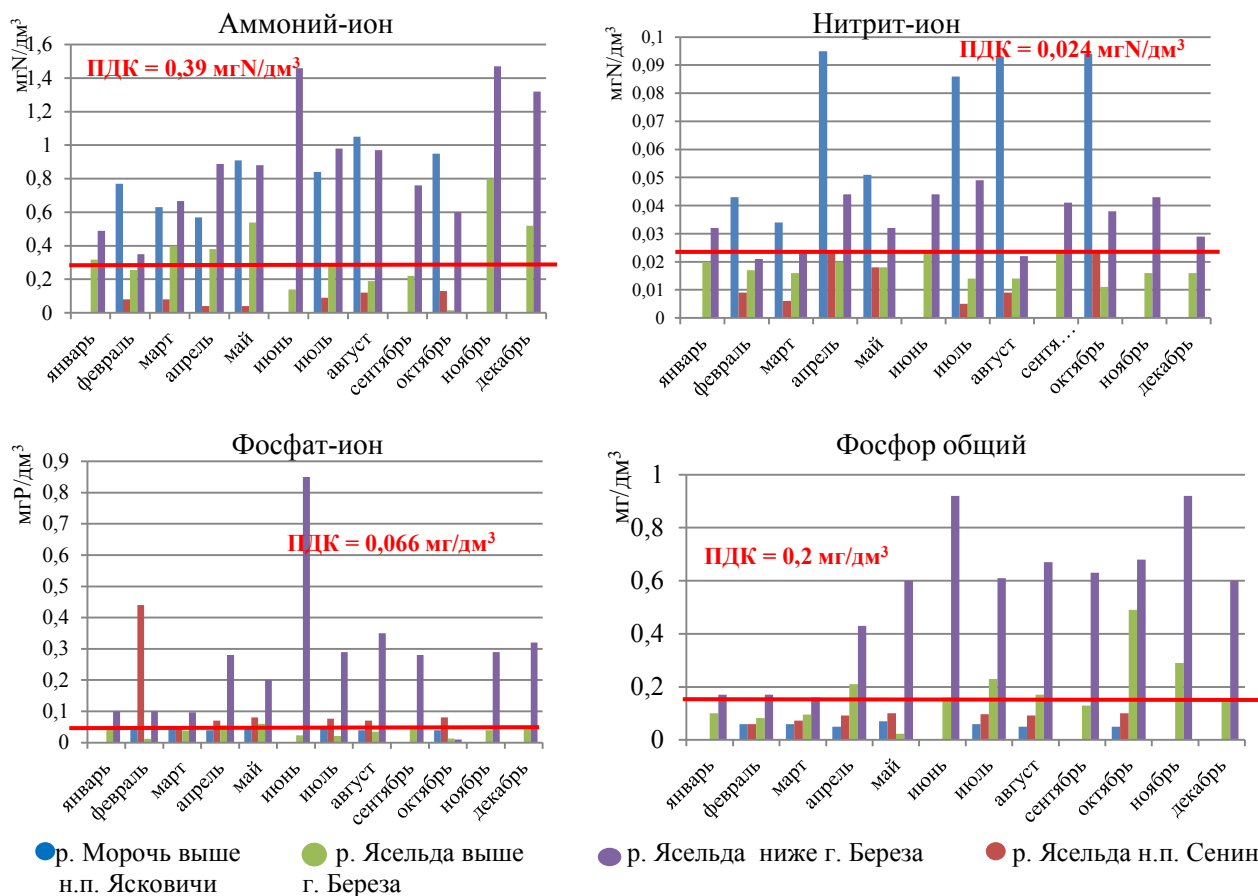 Аммоний-ион
мгN/дм³
ПДК = 0,39 мгN/дм³
1,6
1,4
1,2
1
0,8
0,6
0,4
0,2
0
январь
февраль
март
апрель
май
июнь
июль
август
сентябрь
октябрь
ноябрь
декабрь
Нитрит-ион
мгN/дм³
ПДК = 0,024 мгN/дм³
0,1
0,09
0,08
0,07
0,06
0,05
0,04
0,03
0,02
0,01
0
январь
февраль
март
апрель
май
июнь
июль
август
сентя…
октябрь
ноябрь
декабрь
Фосфат-ион
мгР/дм³
ПДК = 0,066 мг/дм³
0,9
0,8
0,7
0,6
0,5
0,4
0,3
0,2
0,1
0
январь
февраль
март
апрель
май
июнь
июль
август
сентябрь
октябрь
ноябрь
декабрь
Фосфор общий
мг/дм³
ПДК = 0,2 мг/дм³
1
0,8
0,6
0,4
0,2
0
январь
февраль
март
апрель
май
июнь
июль
август
сентябрь
октябрь
ноябрь
декабрь
р. Морочь выше
н.п. Ясковичи
р. Ясельда выше
г. Береза
р. Ясельда ниже г. Береза
р. Ясельда н.п. Сенин